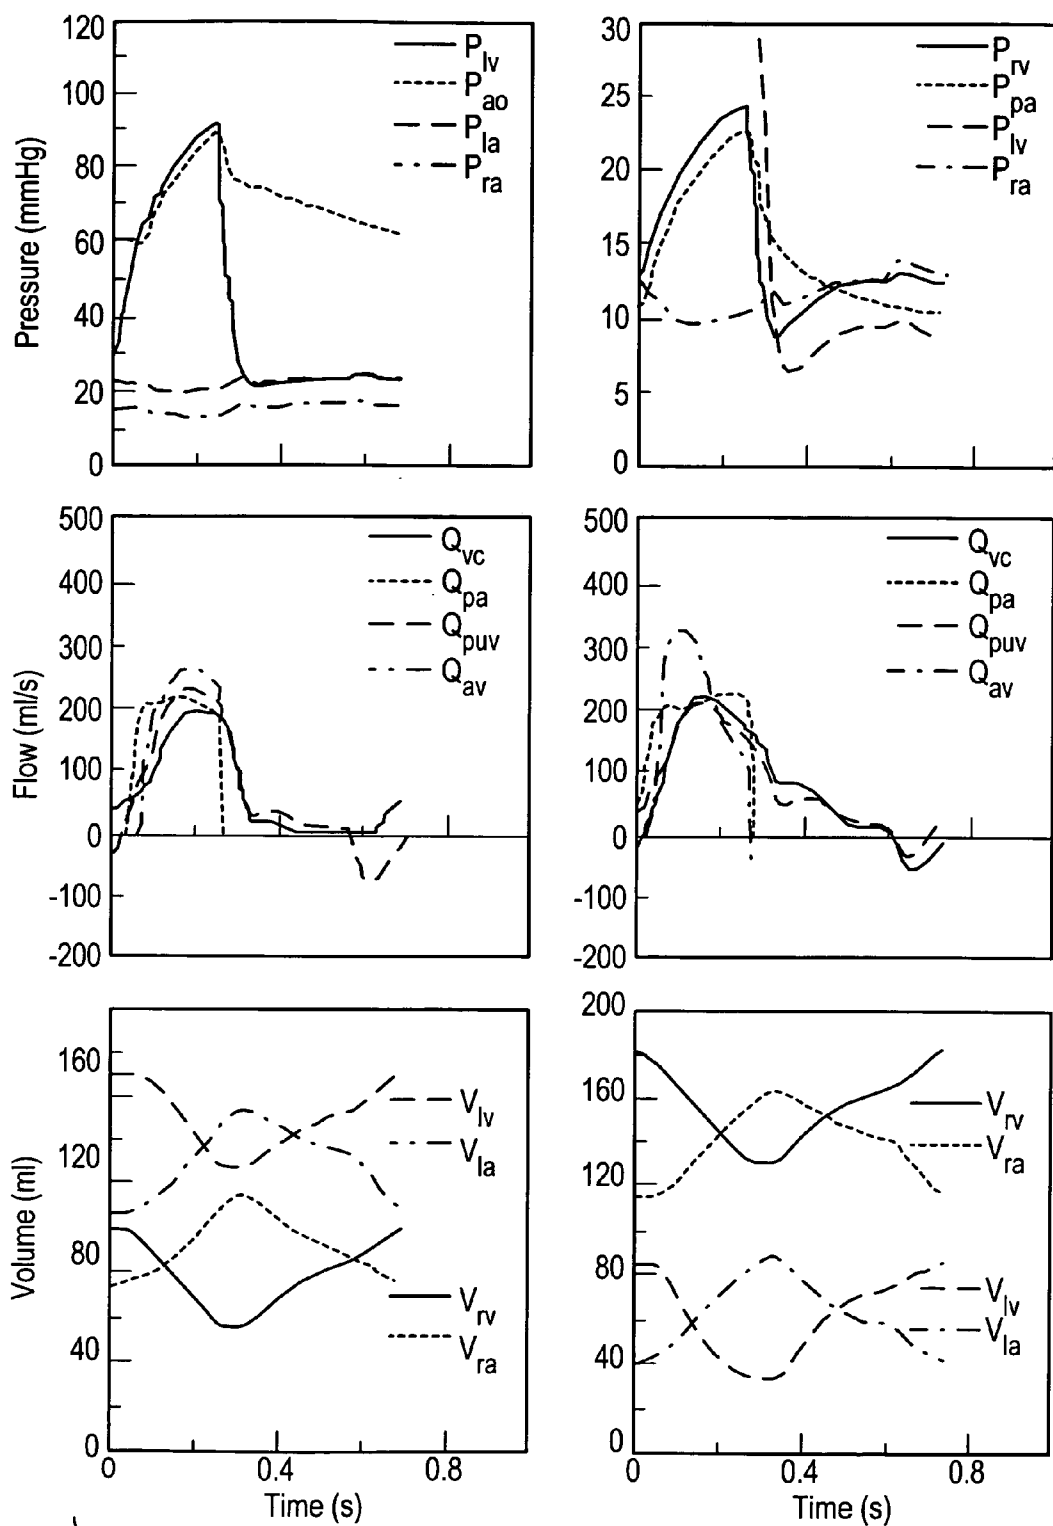 120
100
80
60
40
20
0
Pressure (mmHg)
P_lv
P_ao
P_la
P_ra
30
25
20
15
10
5
0
P_rv
P_pa
P_lv
P_ra
500
400
300
200
100
0
-100
-200
Flow (ml/s)
Q_vc
Q_pa
Q_puv
Q_av
500
400
300
200
100
0
-100
-200
Q_vc
Q_pa
Q_puv
Q_av
160
120
80
40
0
Volume (ml)
V_lv
V_la
V_rv
V_ra
0
0.4
0.8
Time (s)
200
160
120
80
40
0
V_rv
V_ra
V_lv
V_la
0
0.4
0.8
Time (s)